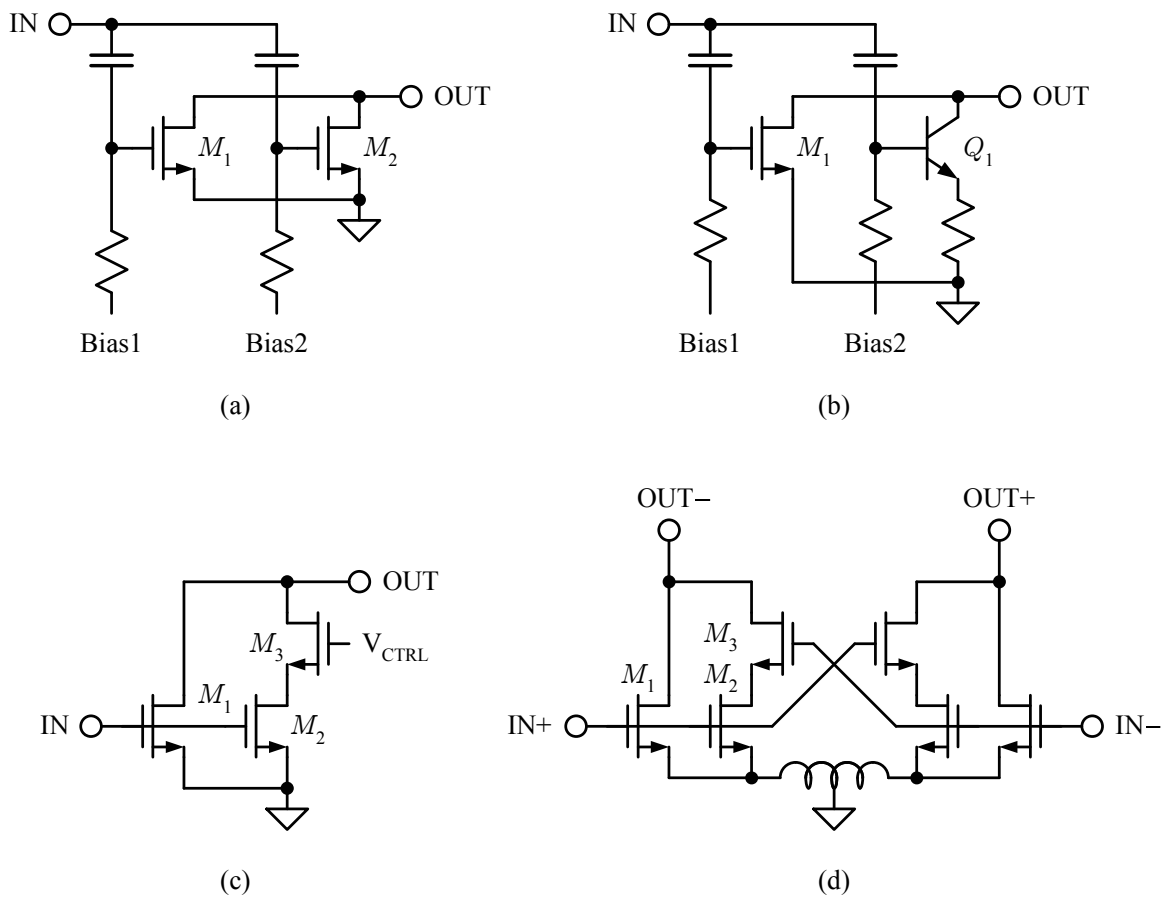 IN
OUT
M1
M2
Bias1
Bias2
(a)
IN
OUT
M1
Q1
Bias1
Bias2
(b)
OUT
M3
VCTRL
IN
M1
M2
(c)
OUT−
OUT+
M3
M1
M2
IN+
IN−
(d)